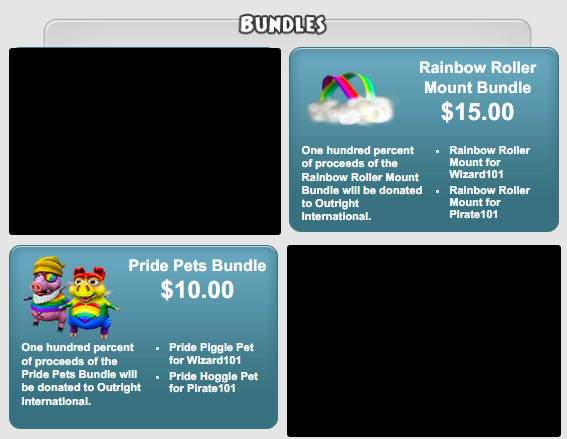 BUNDLES
Rainbow Roller
Mount Bundle
$15.00
One hundred percent
of proceeds of the
Rainbow Roller Mount
Bundle will be donated
to Outright
International.
• Rainbow Roller
Mount for
Wizard101
• Rainbow Roller
Mount for
Pirate101
Pride Pets Bundle
$10.00
One hundred percent
of proceeds of the
Pride Pets Bundle will
be donated to Outright
International.
• Pride Piggle Pet
for Wizard101
• Pride Hoggle Pet
for Pirate101